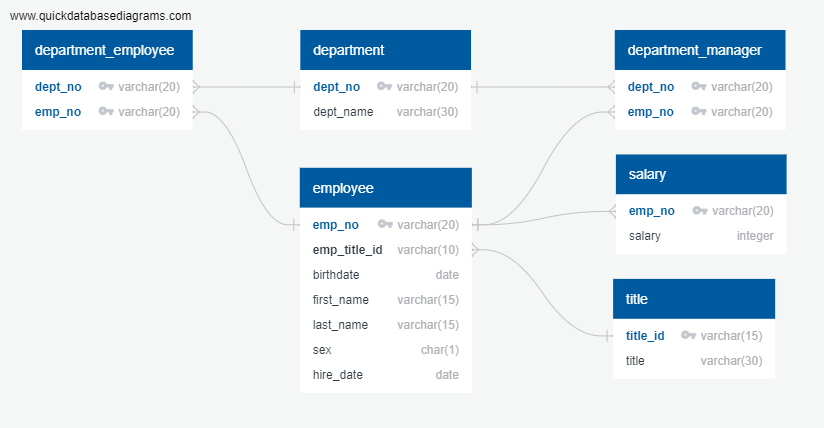 www.quickdatabasediagrams.com
department_employee
dept_no varchar(20)
emp_no varchar(20)
department
dept_no varchar(20)
dept_name varchar(30)
department_manager
dept_no varchar(20)
emp_no varchar(20)
employee
emp_no varchar(20)
emp_title_id varchar(10)
birthdate date
first_name varchar(15)
last_name varchar(15)
sex char(1)
hire_date date
salary
emp_no varchar(20)
salary integer
title
title_id varchar(15)
title varchar(30)